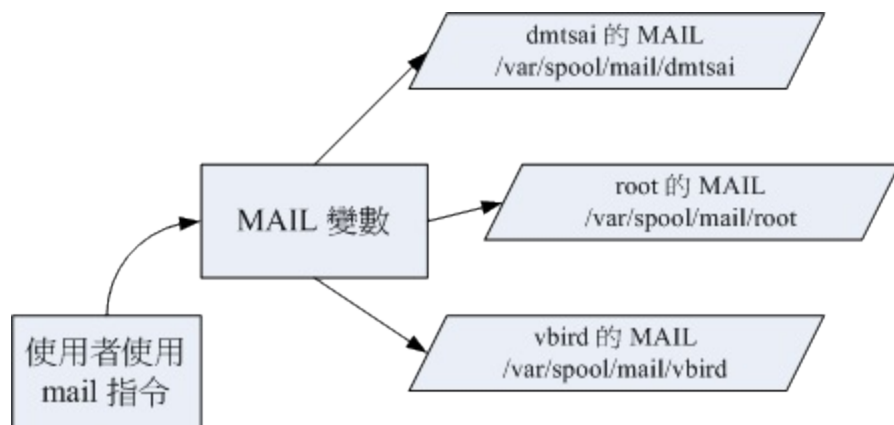 dmtsai 的 MAIL
/var/spool/mail/dmtsai
root 的 MAIL
/var/spool/mail/root
MAIL 變數
vbird 的 MAIL
/var/spool/mail/vbird
使用者使用
mail 指令